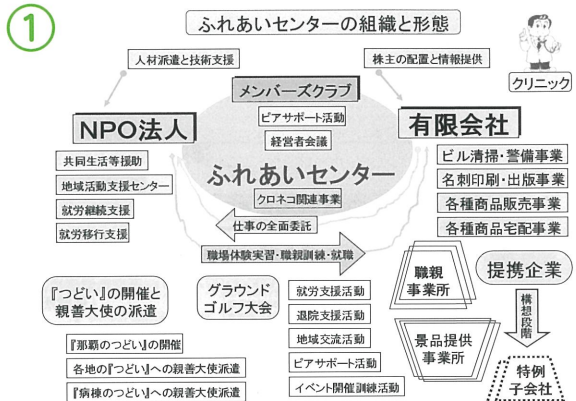 ①
ふれあいセンターの組織と形態
人材派遣と技術支援
株主の配置と情報提供
クリニック
メンバーズクラブ
ピアサポート活動
経営者会議
NPO法人
有限会社
共同生活等援助
地域活動支援センター
就労継続支援
就労移行支援
ふれあいセンター
クロネコ関連事業
ビル清掃・警備事業
名刺印刷・出版事業
各種商品販売事業
各種商品宅配事業
仕事の全面委託
職場体験実習・職親訓練・就職
『つどい』の開催と
親善大使の派遣
グラウンド
ゴルフ大会
就労支援活動
退院支援活動
地域交流活動
ピアサポート活動
イベント開催訓練活動
職親
事業所
提携企業
構想段階
景品提供
事業所
特例
子会社
『那覇のつどい』の開催
各地の『つどい』への親善大使派遣
『病棟のつどい』への親善大使派遣